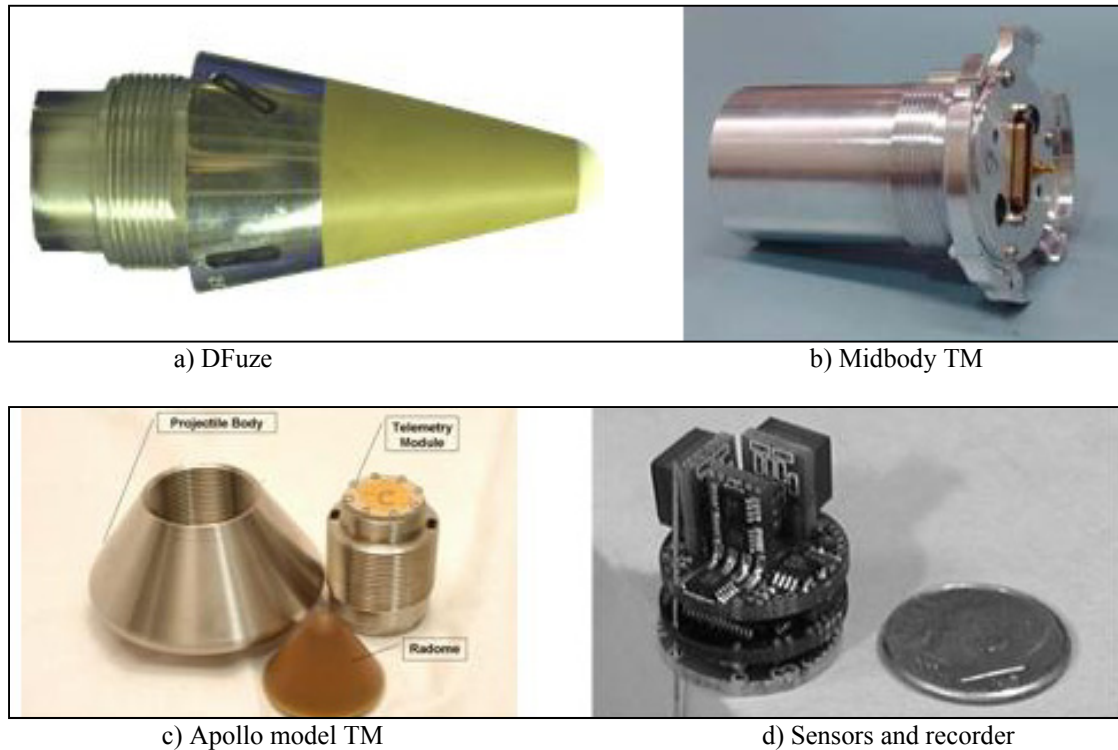 a) DFuze
b) Midbody TM
Projectile Body
Telemetry
Module
C
Radome
c) Apollo model TM
d) Sensors and recorder